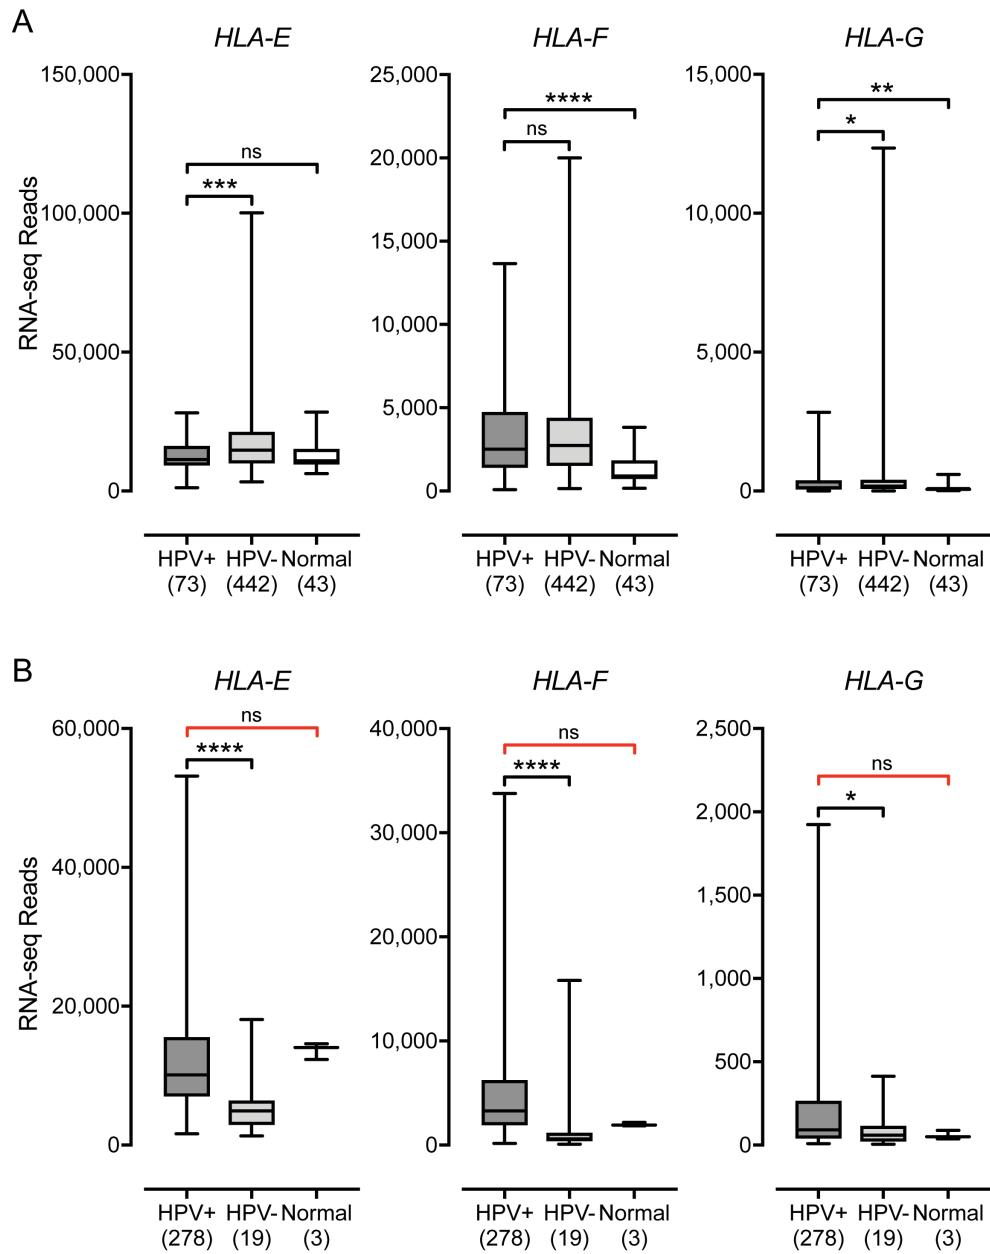 A
HLA-E HLA-F HLA-G
RNA-seq Reads
150,000
100,000
50,000
0
ns
***
HPV+ HPV- Normal
(73) (442) (43)
25,000
20,000
15,000
10,000
5,000
0
****
ns
HPV+ HPV- Normal
(73) (442) (43)
15,000
10,000
5,000
0
**
*
HPV+ HPV- Normal
(73) (442) (43)
B
HLA-E HLA-F HLA-G
RNA-seq Reads
60,000
40,000
20,000
0
ns
****
HPV+ HPV- Normal
(278) (19) (3)
40,000
30,000
20,000
10,000
0
ns
****
HPV+ HPV- Normal
(278) (19) (3)
2,500
2,000
1,500
1,000
500
0
ns
*
HPV+ HPV- Normal
(278) (19) (3)